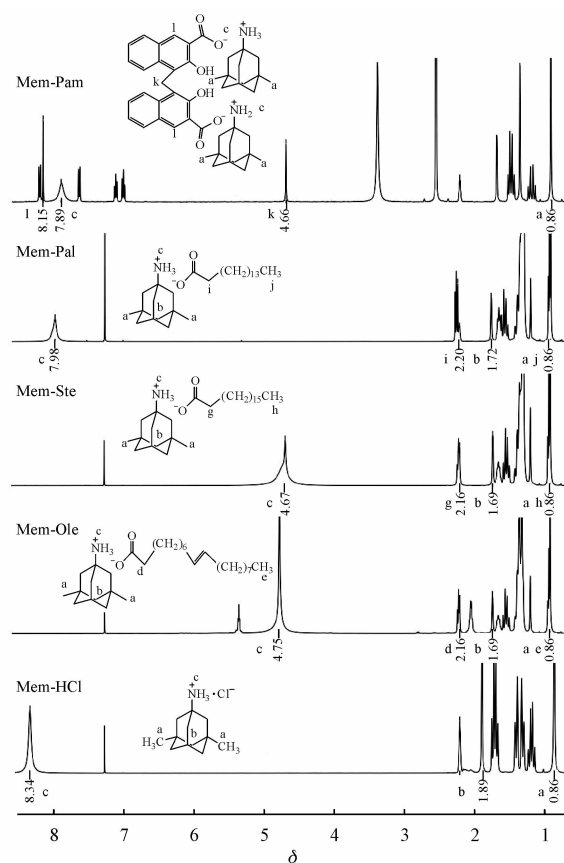 l
O
c
O⁻
+
NH₃
OH
a
a
k
OH
O
c
+
O⁻
NH₂
l
a
a
Mem-Pam
l 8.15 7.89 c k 4.66 a 0.86
c
+
NH₃
O
⁻O
(CH₂)₁₃CH₃
i j
b
a a
Mem-Pal
c 7.98 i 2.20 b 1.72 a j 0.86
c
+
NH₃
O
⁻O
(CH₂)₁₅CH₃
g h
b
a a
Mem-Ste
c 4.67 g 2.16 b 1.69 a h 0.86
c
+
NH₃
O
⁻O
(CH₂)₆
(CH₂)₇CH₃
d e
b
a a
Mem-Ole
c 4.75 d 2.16 b 1.69 a e 0.86
c
+
NH₃·Cl⁻
a b a
H₃C CH₃
Mem-HCl
8.34 c b 1.89 a 0.86
8 7 6 5 4 3 2 1
δ